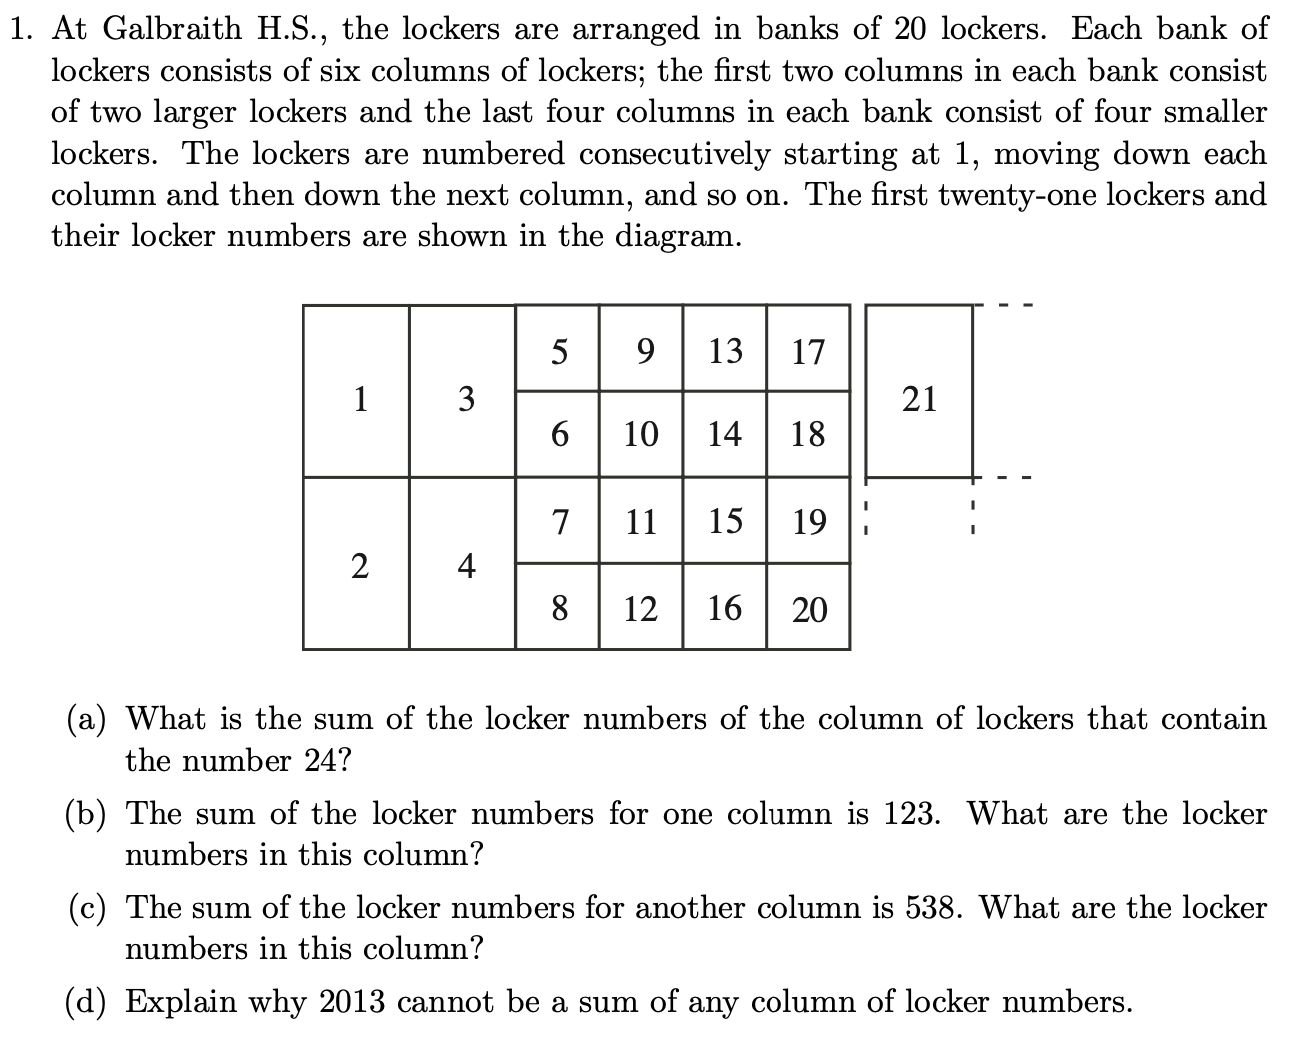 1. At Galbraith H.S., the lockers are arranged in banks of 20 lockers. Each bank of
lockers consists of six columns of lockers; the first two columns in each bank consist
of two larger lockers and the last four columns in each bank consist of four smaller
lockers. The lockers are numbered consecutively starting at 1, moving down each
column and then down the next column, and so on. The first twenty-one lockers and
their locker numbers are shown in the diagram.
5 9 13 17
1 3 21
6 10 14 18
7 11 15 19
2 4
8 12 16 20
(a) What is the sum of the locker numbers of the column of lockers that contain
the number 24?
(b) The sum of the locker numbers for one column is 123. What are the locker
numbers in this column?
(c) The sum of the locker numbers for another column is 538. What are the locker
numbers in this column?
(d) Explain why 2013 cannot be a sum of any column of locker numbers.